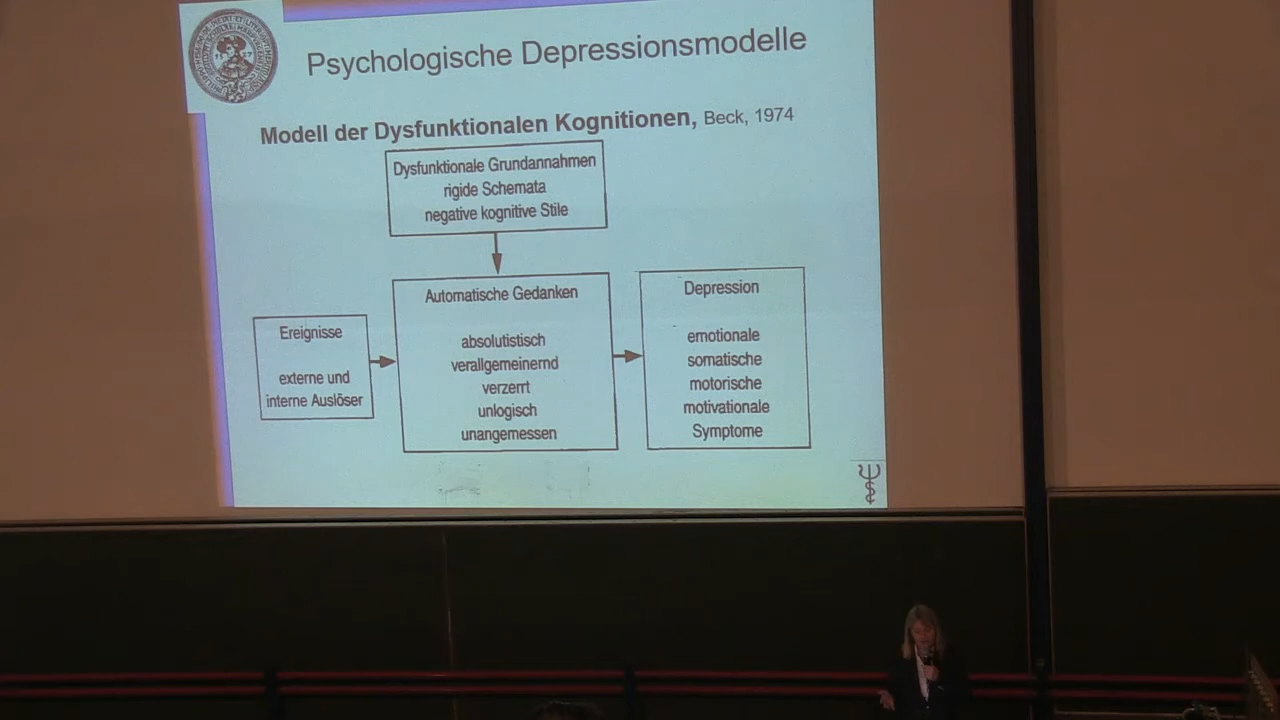 Psychologische Depressionsmodelle
Modell der Dysfunktionalen Kognitionen, Beck, 1974
Dysfunktionale Grundannahmen
rigide Schemata
negative kognitive Stile
Ereignisse
externe und
interne Auslöser
Automatische Gedanken
absolutistisch
verallgemeinernd
verzerrt
unlogisch
unangemessen
Depression
emotionale
somatische
motorische
motivationale
Symptome